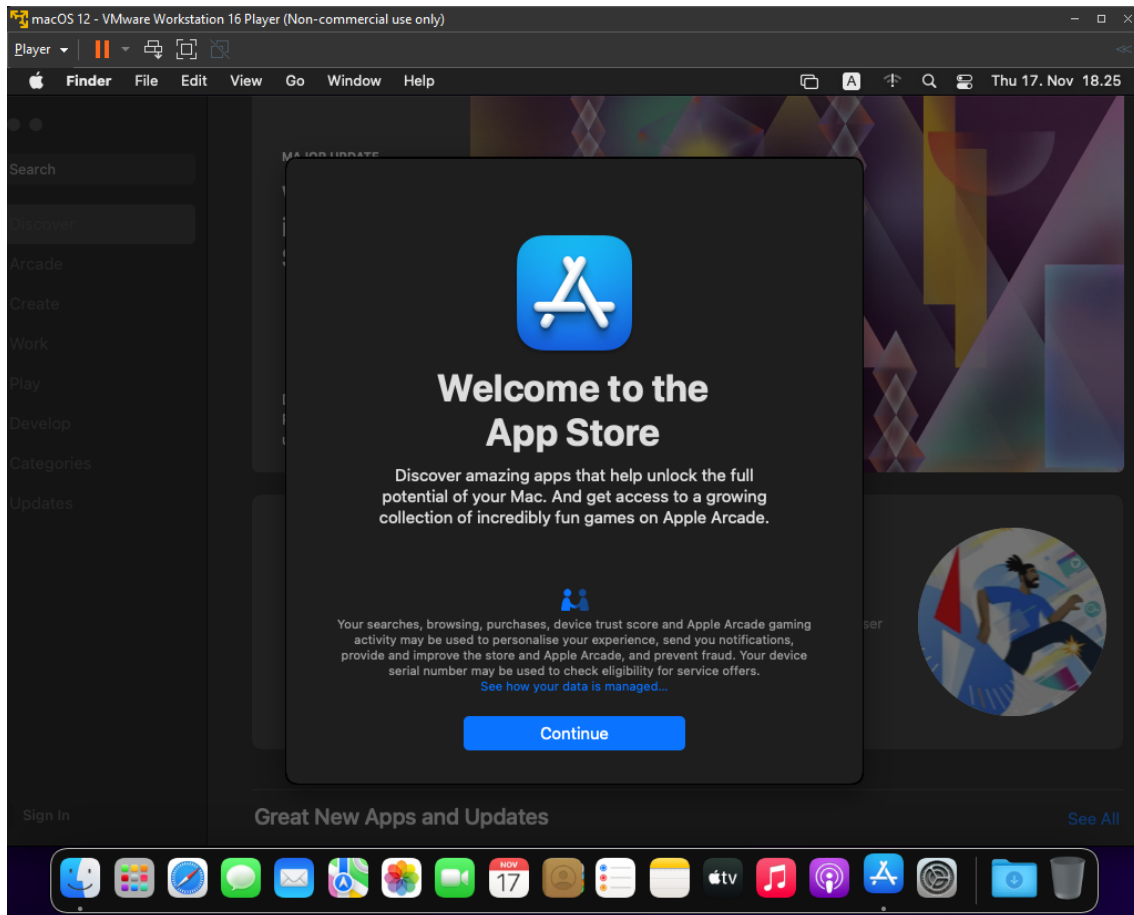 macOS 12 - VMware Workstation 16 Player (Non-commercial use only)
Player
Finder File Edit View Go Window Help A Thu 17. Nov 18.25
Search
MAJOR UPDATE
Discover
Arcade
Create
Work
Play
Develop
Categories
Updates
Welcome to the
App Store
Discover amazing apps that help unlock the full
potential of your Mac. And get access to a growing
collection of incredibly fun games on Apple Arcade.
Your searches, browsing, purchases, device trust score and Apple Arcade gaming
activity may be used to personalise your experience, send you notifications,
provide and improve the store and Apple Arcade, and prevent fraud. Your device
serial number may be used to check eligibility for service offers.
See how your data is managed...
Continue
Sign In
Great New Apps and Updates
See All
NOV
17
tv